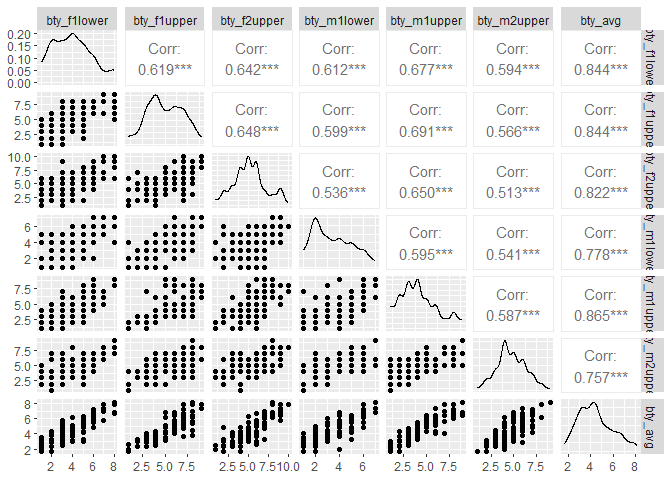 bty_f1lower bty_f1upper bty_f2upper bty_m1lower bty_m1upper bty_m2upper bty_avg
0.20
0.15
0.10
0.05
0.00
Corr: Corr: Corr: Corr: Corr: Corr:
0.619*** 0.642*** 0.612*** 0.677*** 0.594*** 0.844***
bty_f1lowe
7.5
5.0
2.5
Corr: Corr: Corr: Corr: Corr:
0.648*** 0.599*** 0.691*** 0.566*** 0.844***
bty_f1uppe
10.0
7.5
5.0
2.5
Corr: Corr: Corr: Corr:
0.536*** 0.650*** 0.513*** 0.822***
bty_f2uppe
6
4
2
Corr: Corr: Corr:
0.595*** 0.541*** 0.778***
bty_m1lowe
7.5
5.0
2.5
Corr: Corr:
0.587*** 0.865***
bty_m1uppe
7.5
5.0
2.5
Corr:
0.757***
bty_m2uppe
8
6
4
2
bty_avg
2 4 6 8 2.5 5.0 7.5 2.5 5.0 7.5 10.0 2 4 6 2.5 5.0 7.5 2.5 5.0 7.5 2 4 6 8